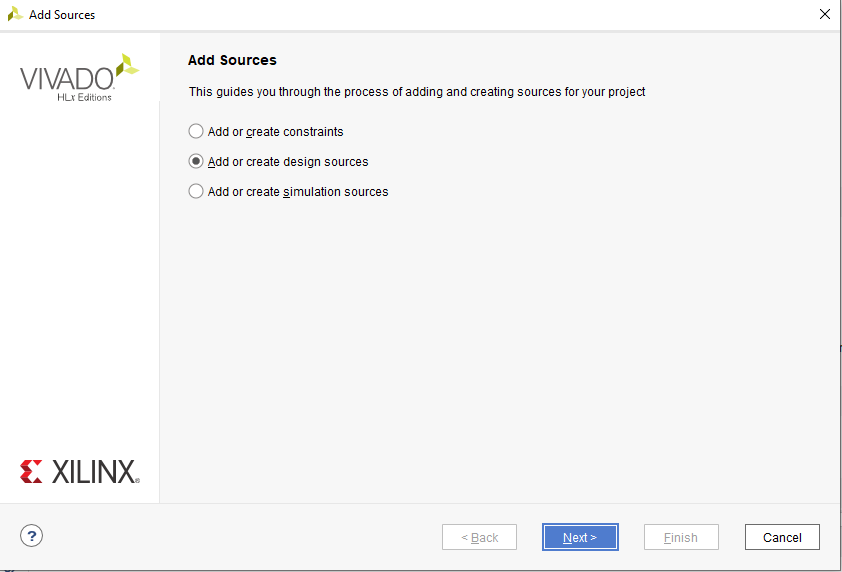 Add Sources
VIVADO.
HLx Editions
Add Sources
This guides you through the process of adding and creating sources for your project
Add or create constraints
Add or create design sources
Add or create simulation sources
XILINX®
?
< Back
Next >
Finish
Cancel